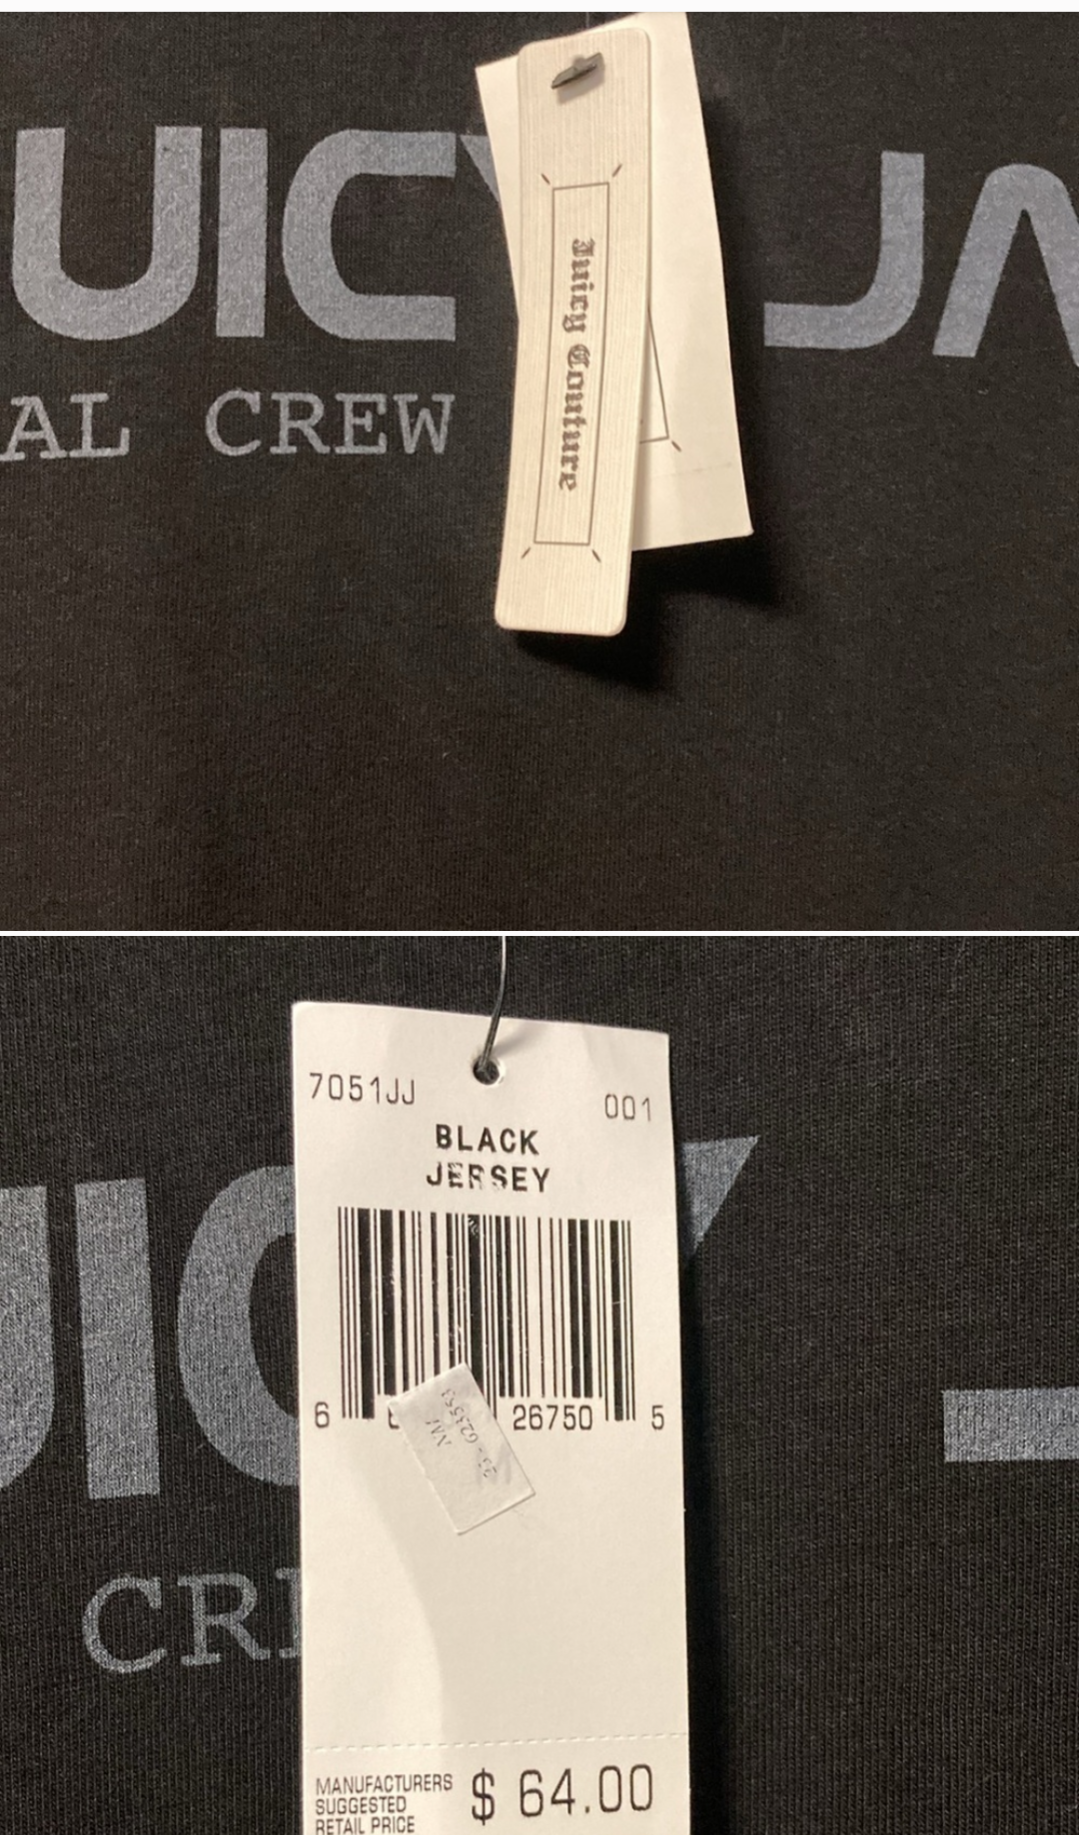 UICY JA
AL CREW
Juicy Couture
7051JJ 001
BLACK
JERSEY
6 26750 5
623553
UICY
CR
MANUFACTURERS
SUGGESTED
RETAIL PRICE
$ 64.00